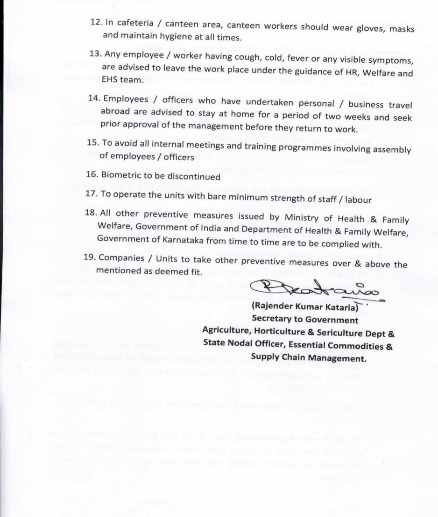 12. In cafeteria / canteen area, canteen workers should wear gloves, masks
and maintain hygiene at all times.
13. Any employee / worker having cough, cold, fever or any visible symptoms,
are advised to leave the work place under the guidance of HR, Welfare and
EHS team.
14. Employees / officers who have undertaken personal / business travel
abroad are advised to stay at home for a period of two weeks and seek
prior approval of the management before they return to work.
15. To avoid all internal meetings and training programmes involving assembly
of employees / officers
16. Biometric to be discontinued
17. To operate the units with bare minimum strength of staff / labour
18. All other preventive measures issued by Ministry of Health & Family
Welfare, Government of India and Department of Health & Family Welfare,
Government of Karnataka from time to time are to be complied with.
19. Companies / Units to take other preventive measures over & above the
mentioned as deemed fit.
(Rajender Kumar Kataria)
Secretary to Government
Agriculture, Horticulture & Sericulture Dept &
State Nodal Officer, Essential Commodities &
Supply Chain Management.